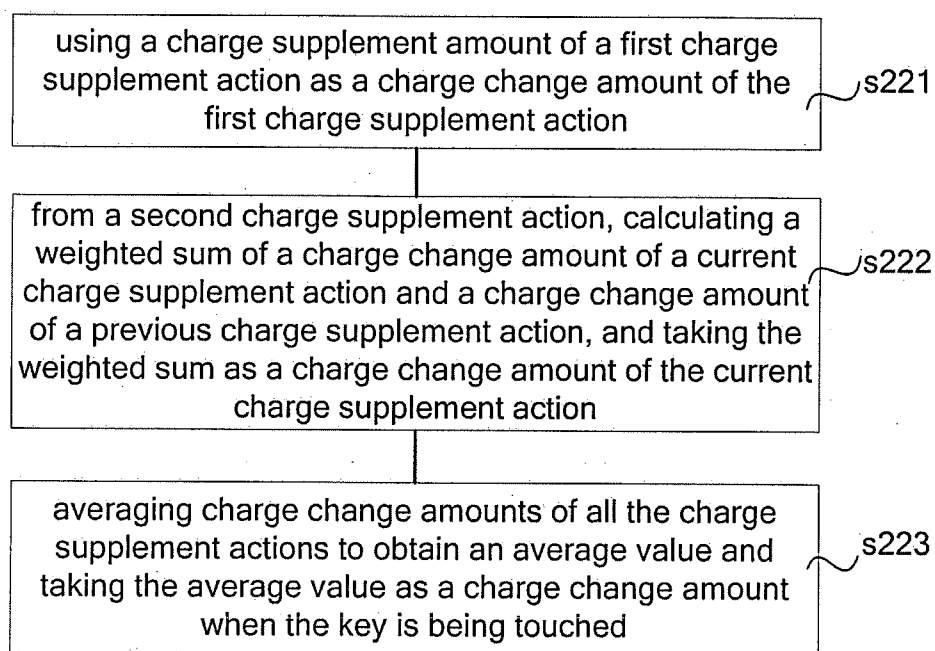 using a charge supplement amount of a first charge
supplement action as a charge change amount of the
first charge supplement action
s221
from a second charge supplement action, calculating a
weighted sum of a charge change amount of a current
charge supplement action and a charge change amount
of a previous charge supplement action, and taking the
weighted sum as a charge change amount of the current
charge supplement action
s222
averaging charge change amounts of all the charge
supplement actions to obtain an average value and
taking the average value as a charge change amount
when the key is being touched
s223